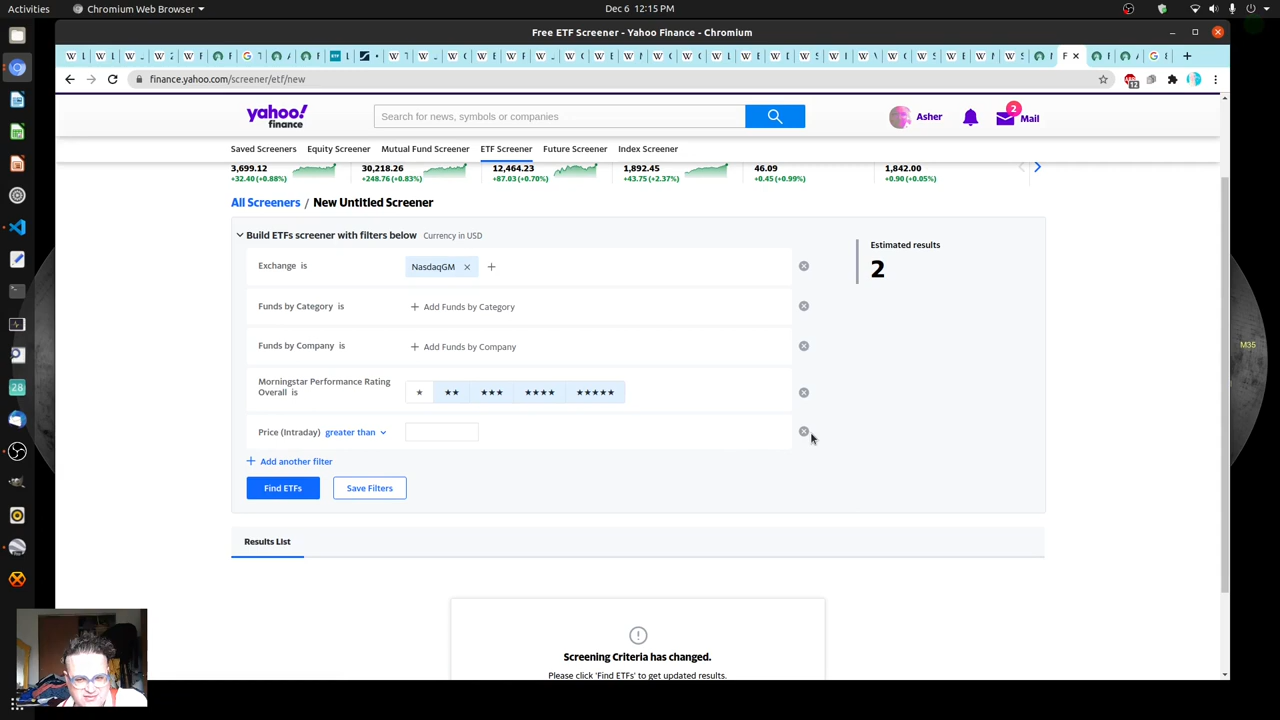 Activities
Chromium Web Browser
Dec 6 12:15 PM
Free ETF Screener - Yahoo Finance - Chromium
finance.yahoo.com/screener/etf/new
12
yahoo!
finance
Search for news, symbols or companies
Asher
2
Mail
Saved Screeners
Equity Screener
Mutual Fund Screener
ETF Screener
Future Screener
Index Screener
3,699.12
30,218.26
12,464.23
1,892.45
46.09
1,842.00
+32.40 (+0.88%)
+248.76 (+0.83%)
+87.03 (+0.70%)
+43.75 (+2.37%)
+0.45 (+0.99%)
+0.90 (+0.05%)
All Screeners / New Untitled Screener
Build ETFs screener with filters below
Currency in USD
Estimated results
2
Exchange is
NasdaqGM
Funds by Category is
Add Funds by Category
Funds by Company is
Add Funds by Company
M35
Morningstar Performance Rating
Overall is
★ ★★ ★★★ ★★★★ ★★★★★
Price (Intraday) greater than
Add another filter
Find ETFs
Save Filters
Results List
28
Screening Criteria has changed.
Please click 'Find ETFs' to get updated results.